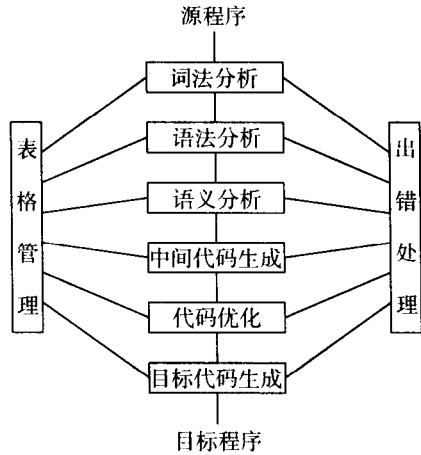 源程序
词法分析
语法分析
语义分析
中间代码生成
代码优化
目标代码生成
目标程序
表格管理
出错处理